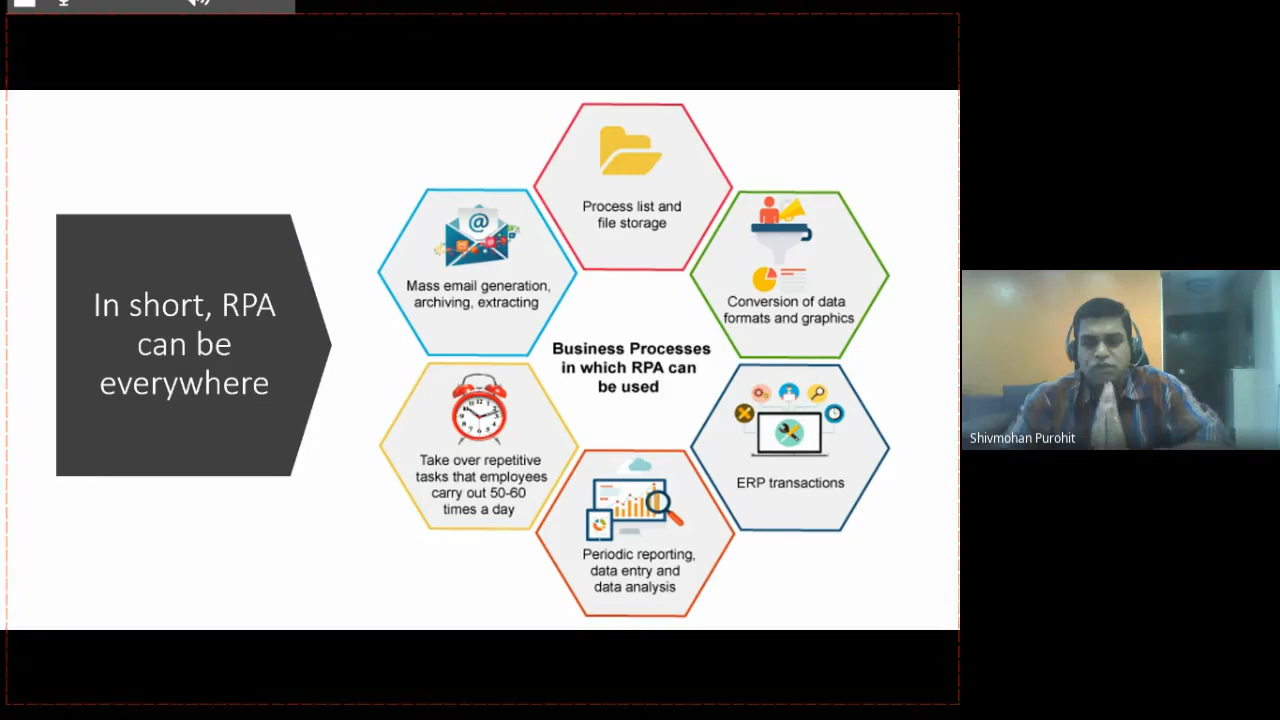 In short, RPA
can be
everywhere
Process list and
file storage
Mass email generation,
archiving, extracting
@
Conversion of data
formats and graphics
Business Processes
in which RPA can
be used
Take over repetitive
tasks that employees
carry out 50-60
times a day
ERP transactions
Periodic reporting,
data entry and
data analysis
Shivmohan Purohit